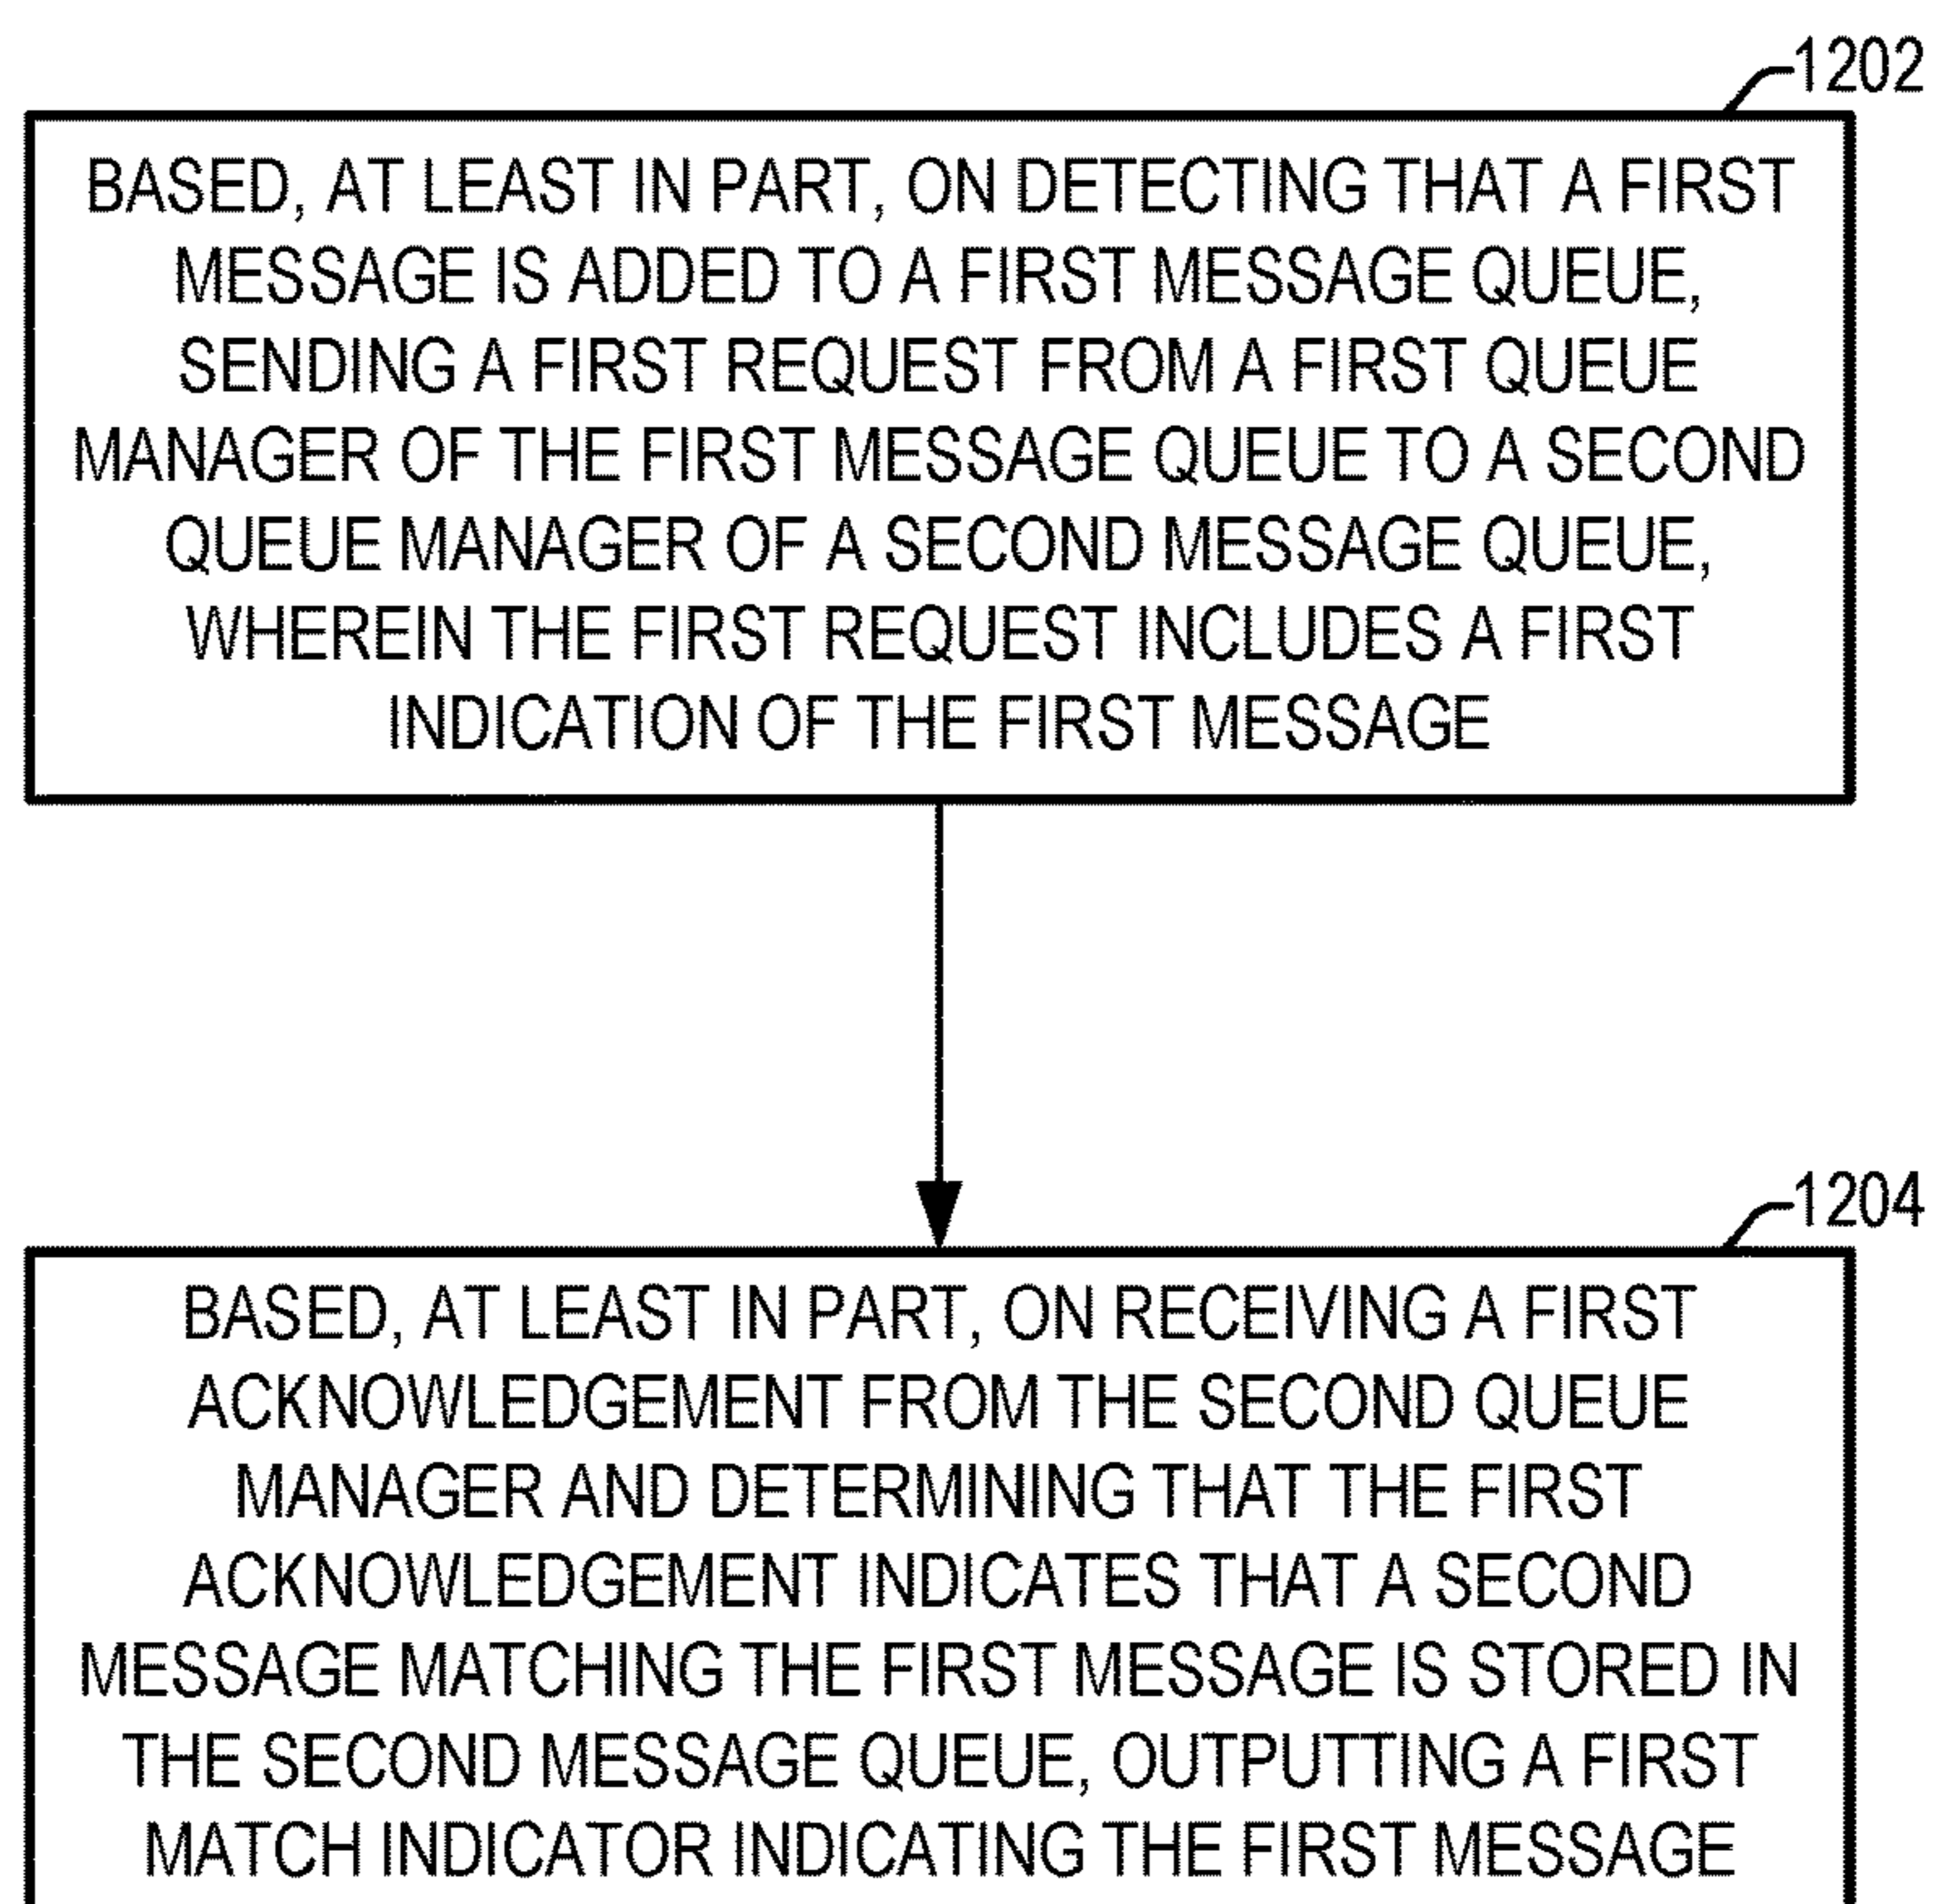 1202
BASED, AT LEAST IN PART, ON DETECTING THAT A FIRST
MESSAGE IS ADDED TO A FIRST MESSAGE QUEUE,
SENDING A FIRST REQUEST FROM A FIRST QUEUE
MANAGER OF THE FIRST MESSAGE QUEUE TO A SECOND
QUEUE MANAGER OF A SECOND MESSAGE QUEUE,
WHEREIN THE FIRST REQUEST INCLUDES A FIRST
INDICATION OF THE FIRST MESSAGE
1204
BASED, AT LEAST IN PART, ON RECEIVING A FIRST
ACKNOWLEDGEMENT FROM THE SECOND QUEUE
MANAGER AND DETERMINING THAT THE FIRST
ACKNOWLEDGEMENT INDICATES THAT A SECOND
MESSAGE MATCHING THE FIRST MESSAGE IS STORED IN
THE SECOND MESSAGE QUEUE, OUTPUTTING A FIRST
MATCH INDICATOR INDICATING THE FIRST MESSAGE